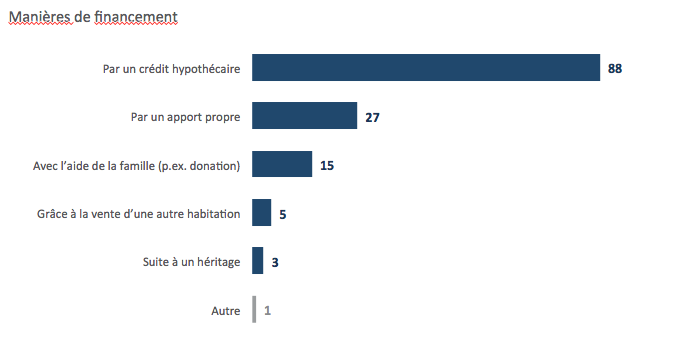 Manières de financement
Par un crédit hypothécaire 88
Par un apport propre 27
Avec l’aide de la famille (p.ex. donation) 15
Grâce à la vente d’une autre habitation 5
Suite à un héritage 3
Autre 1